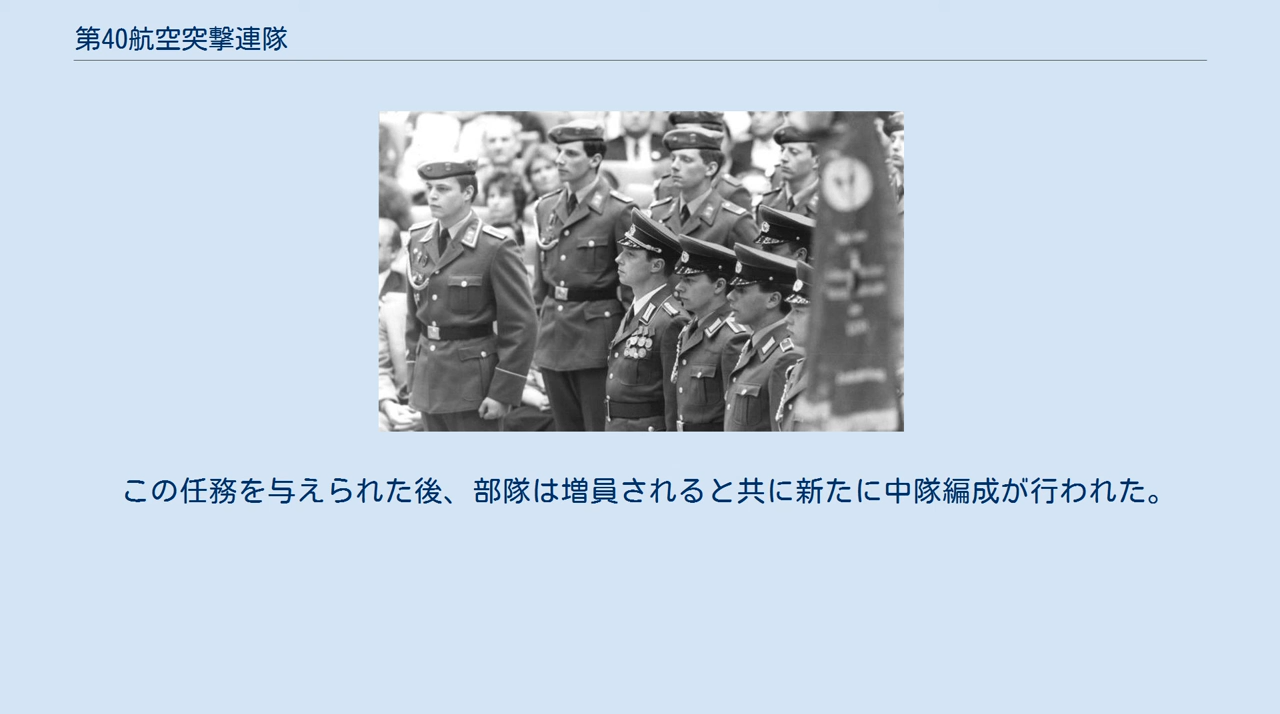 第40航空突撃連隊
この任務を与えられた後、部隊は増員されると共に新たに中隊編成が行われた。